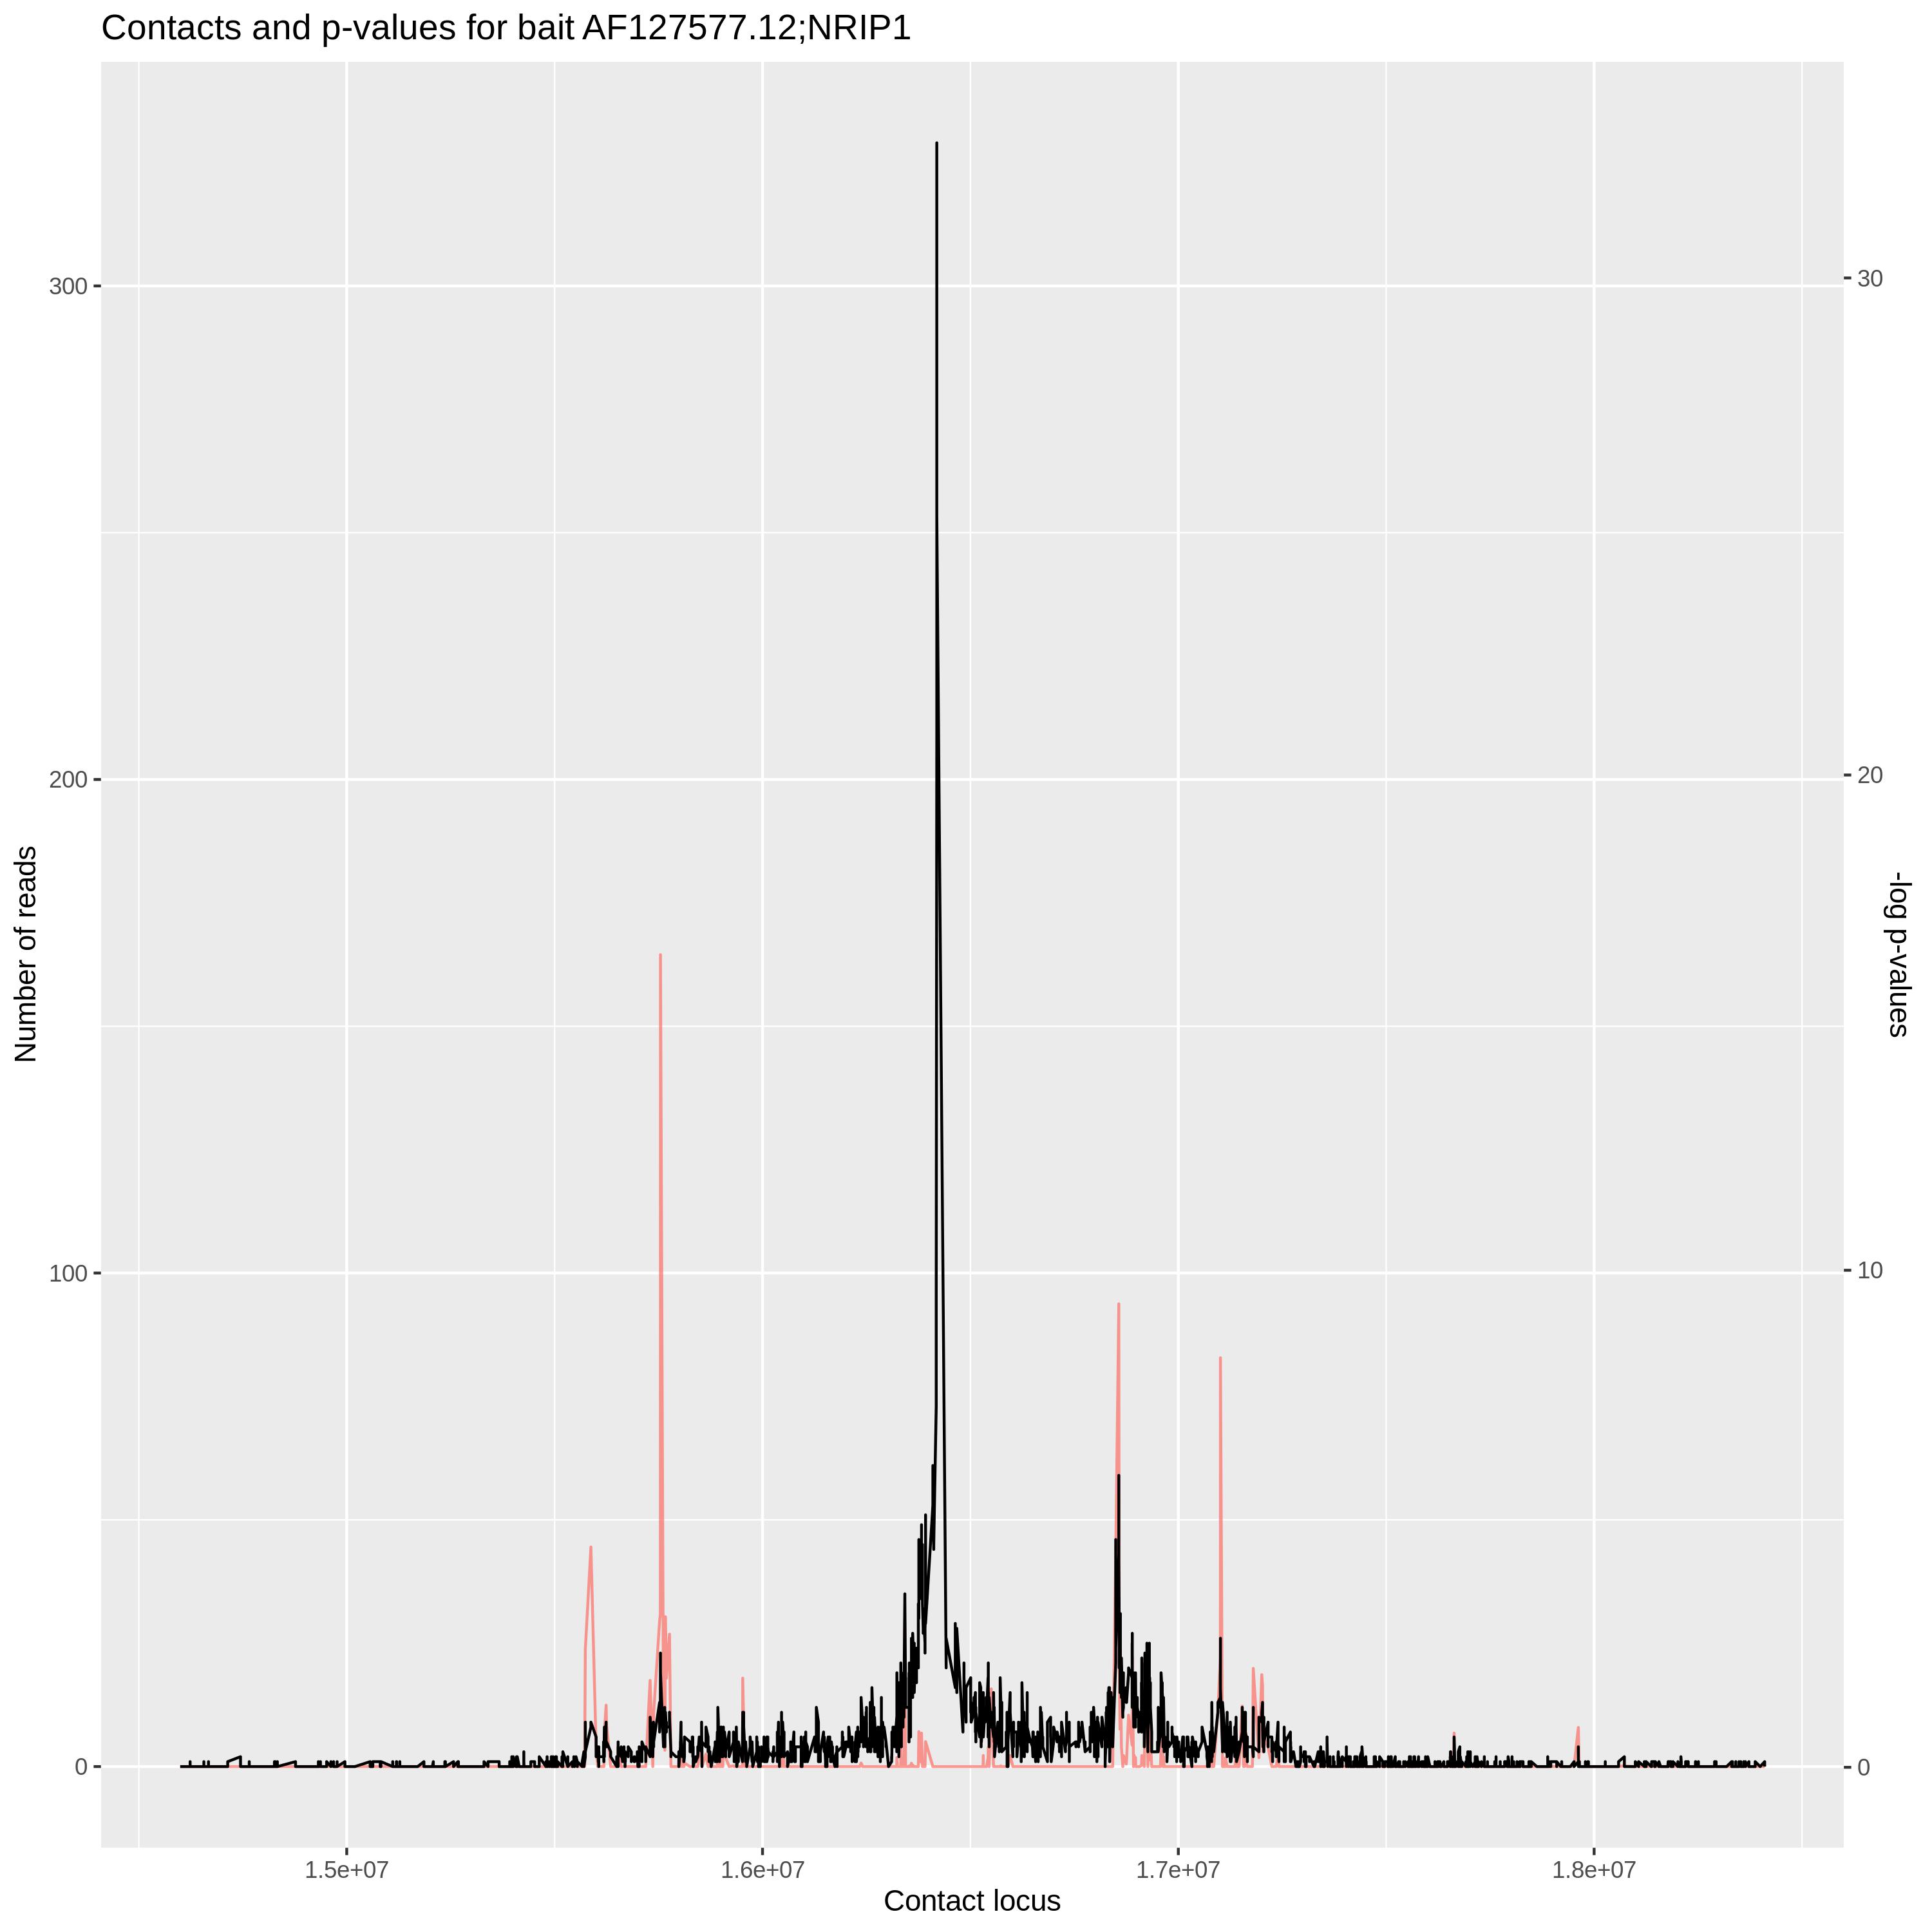 Contacts and p-values for bait AF127577.12;NRIP1
300
200
100
0
30
20
10
0
Number of reads
-log p-values
1.5e+07
1.6e+07
1.7e+07
1.8e+07
Contact locus